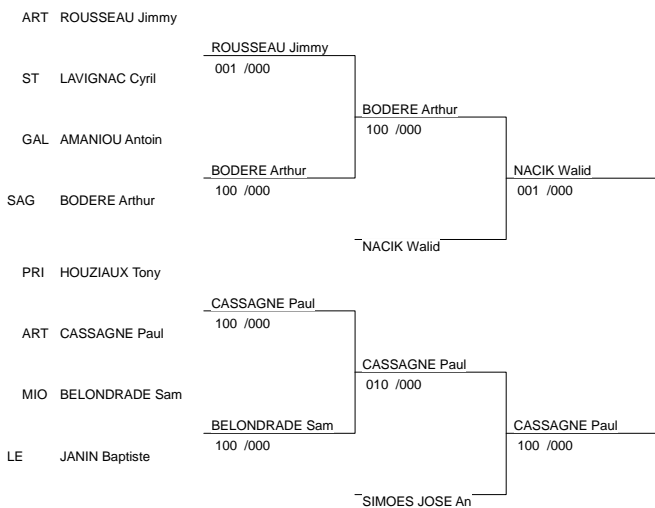 ART ROUSSEAU Jimmy
ROUSSEAU Jimmy
001 /000
ST LAVIGNAC Cyril
BODERE Arthur
100 /000
GAL AMANIOU Antoin
BODERE Arthur
100 /000
NACIK Walid
001 /000
SAG BODERE Arthur
NACIK Walid
PRI HOUZIAUX Tony
CASSAGNE Paul
100 /000
ART CASSAGNE Paul
CASSAGNE Paul
010 /000
MIO BELONDRADE Sam
BELONDRADE Sam
100 /000
CASSAGNE Paul
100 /000
LE JANIN Baptiste
SIMOES JOSE An